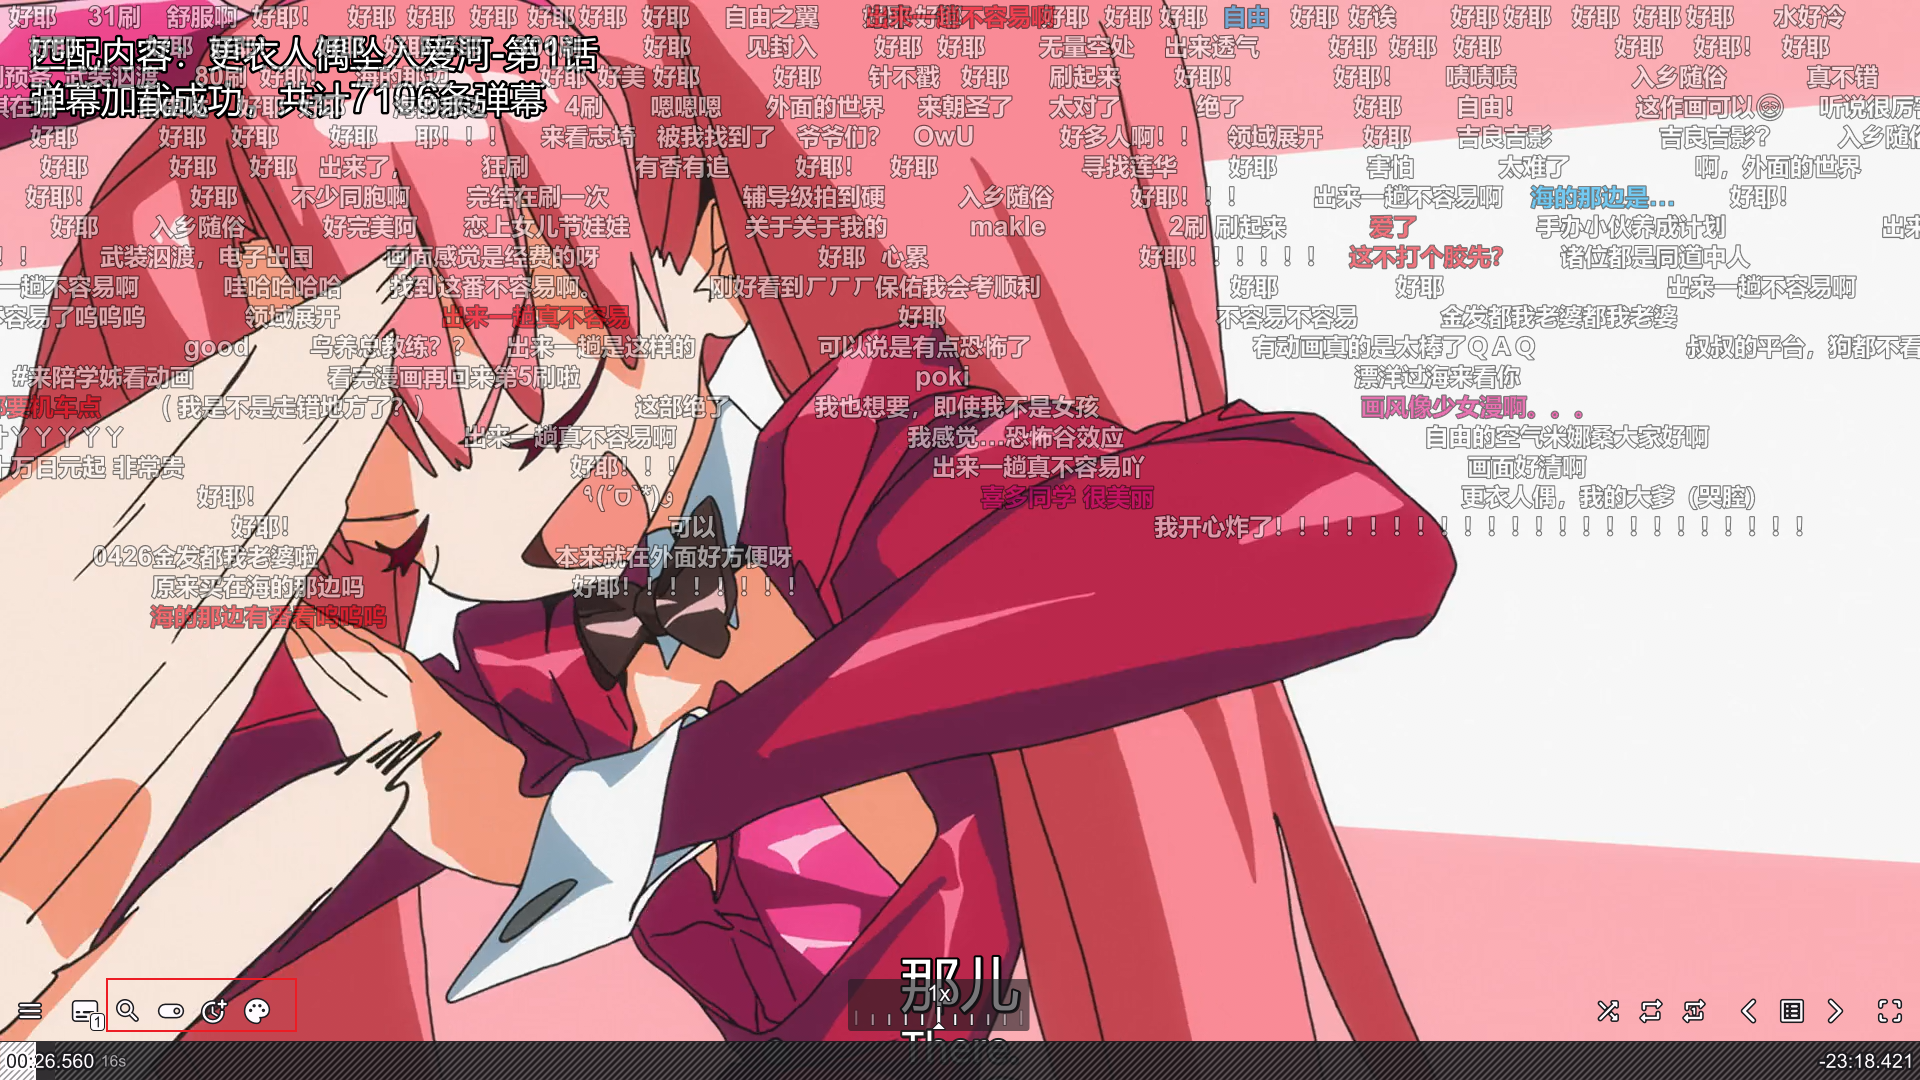 好耶 31刷 舒服啊 好耶！ 好耶 好耶 好耶 好耶 好耶 好耶 自由之翼 好耶 好耶 好耶 自由 好耶 好诶 好耶 好耶 好耶 好耶 好耶 水好冷
匹配内容：更衣人偶坠入爱河-第1话
好耶 见封入 好耶 好耶 无量空处 出来透气 好耶 好耶 好耶 好耶 好耶！ 好耶
好美 好耶 好耶 针不戳 好耶 刷起来 好耶！ 好耶！ 啧啧啧 入乡随俗 真不错
弹幕加载成功，共计7106条弹幕
4刷 嗯嗯嗯 外面的世界 来朝圣了 太对了 绝了 好耶 自由！ 这作画可以 听说很厉害
好耶 好耶 好耶 好耶 耶！！！ 来看志埼 被我找到了 爷爷们？ OwU 好多人啊！！ 领域展开 好耶 吉良吉影 吉良吉影？ 入乡随俗
好耶 好耶 好耶 出来了， 狂刷 有香有追 好耶！ 好耶 寻找莲华 好耶 害怕 太难了 啊，外面的世界
好耶！ 好耶 不少同胞啊 完结在刷一次 辅导级拍到硬 入乡随俗 好耶！！！ 出来一趟不容易啊 海的那边是... 好耶！
好耶 入乡随俗 好完美阿 恋上女儿节娃娃 关于关于我的 makle 2刷 刷起来 爱了 手办小伙养成计划 出来
！！ 武装泅渡，电子出国 画面感觉是经费的呀 好耶 心累 好耶！！！！！！ 这不打个胶先？ 诸位都是同道中人
一趟不容易啊 哇哈哈哈哈 找到这番不容易啊。 刚好看到厂厂厂保佑我会考顺利 好耶 好耶 出来一趟不容易啊
不容易了呜呜呜 领域展开 出来一趟真不容易 好耶 不容易不容易 金发都我老婆都我老婆
good 乌养总教练？？ 出来一趟是这样的 可以说是有点恐怖了 有动画真的是太棒了ＱＡＱ 叔叔的平台，狗都不看
#来陪学姊看动画 看完漫画再回来第5刷啦 poki 漂洋过海来看你
要机车点 （我是不是走错地方了？） 这部绝了 我也想要，即使我不是女孩 画风像少女漫啊。。。
ＹＹＹＹＹ 出来一趟真不容易啊 我感觉...恐怖谷效应 自由的空气米娜桑大家好啊
十万日元起 非常贵 好耶！！！ 出来一趟真不容易吖 画面好清啊
好耶！ 喜多同学 很美丽 更衣人偶，我的大爹（哭腔）
好耶！ 可以 我开心炸了！！！！！！！！！！！！！！！！！！！！！！！
0426金发都我老婆啦 本来就在外面好方便呀
原来买在海的那边吗 好耶！！！！！！！
海的那边有番看呜呜呜
那儿
1x
There
1
00:26.560 16s
-23:18.421